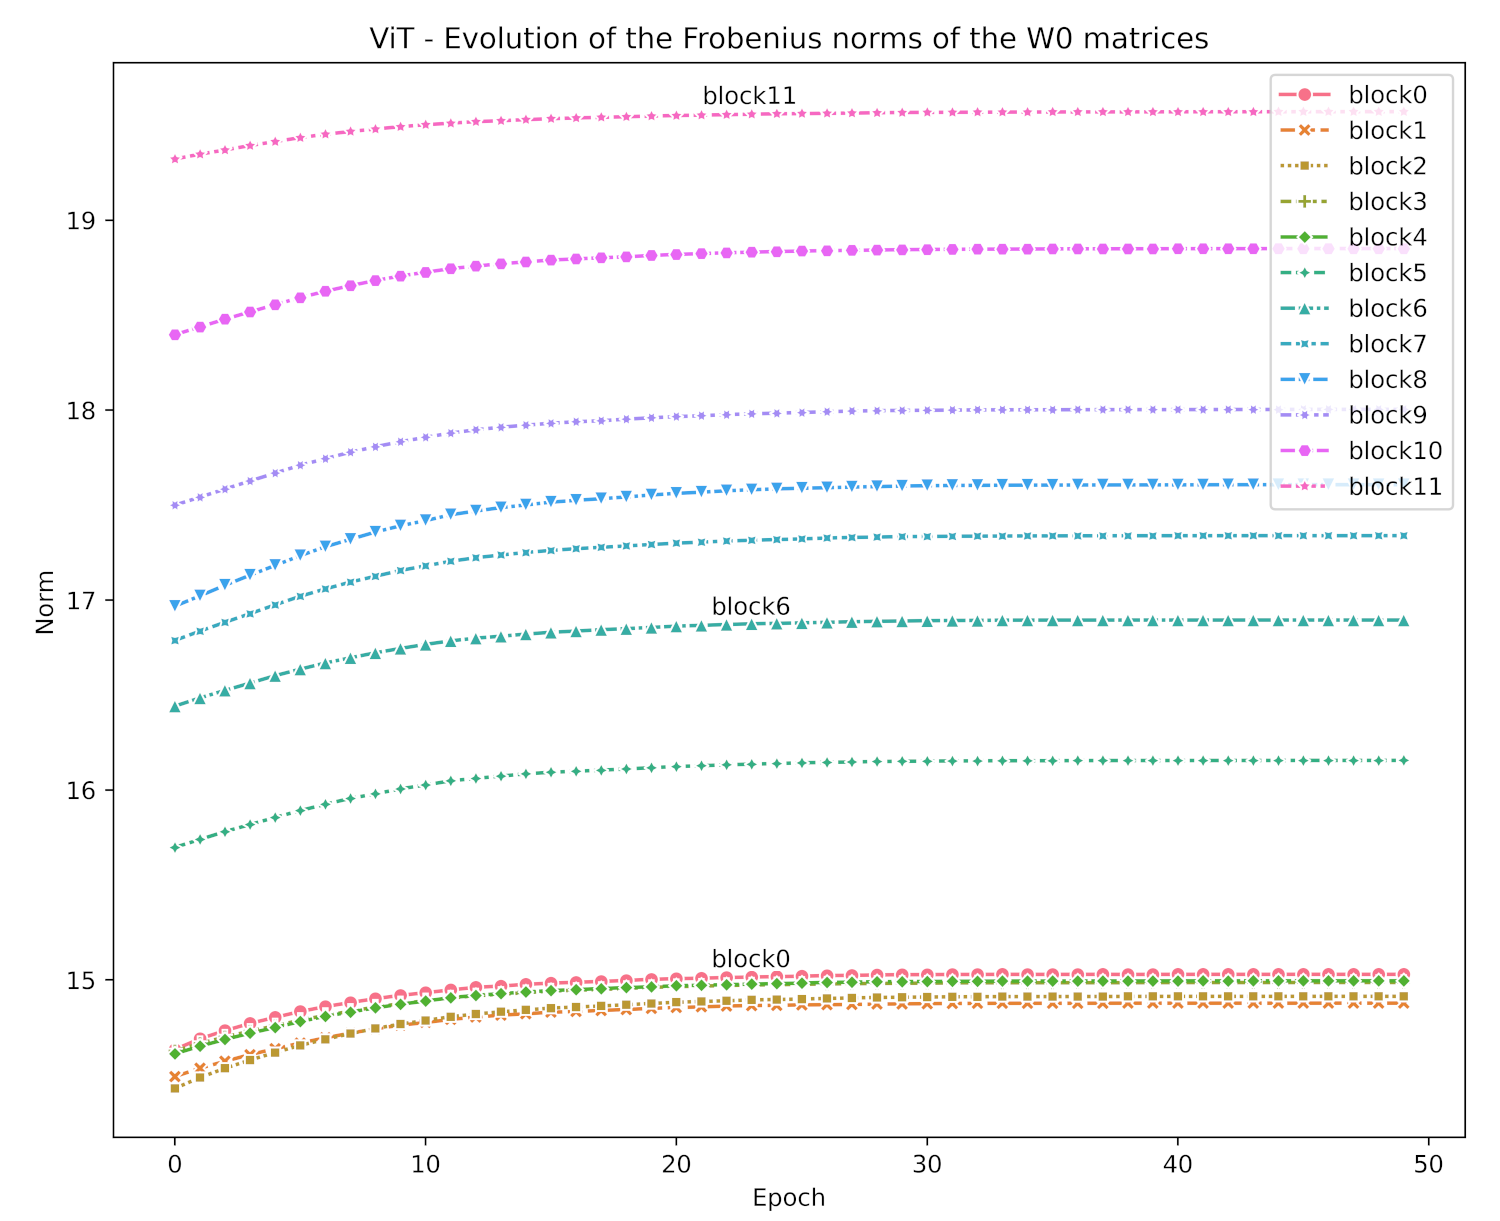 ViT - Evolution of the Frobenius norms of the W0 matrices
block11
block0
block1
block2
block3
block4
block5
block6
block7
block8
block9
block10
block11
block6
block0
19
18
17
16
15
Norm
0 10 20 30 40 50
Epoch